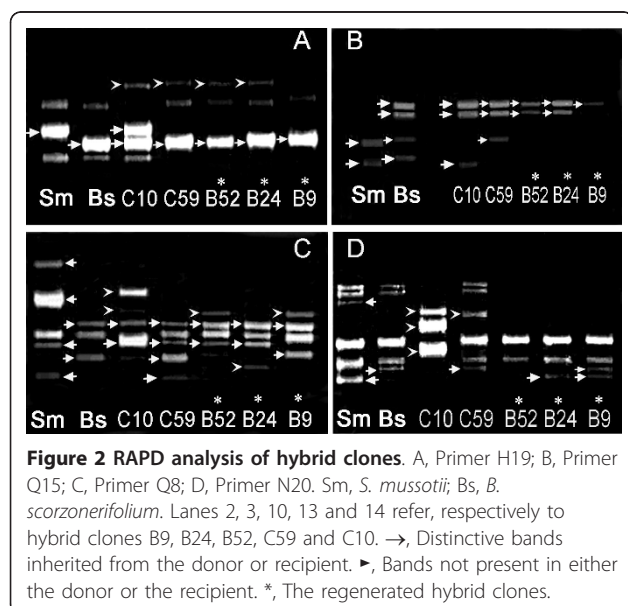 A
* * *
Sm Bs C10 C59 B52 B24 B9
B
* * *
Sm Bs C10 C59 B52 B24 B9
C
Sm Bs C10 C59 B52 B24 B9
* * *
D
Sm Bs C10 C59 B52 B24 B9
* * *
Figure 2 RAPD analysis of hybrid clones. A, Primer H19; B, Primer
Q15; C, Primer Q8; D, Primer N20. Sm, S. mussotii; Bs, B.
scorzonerifolium. Lanes 2, 3, 10, 13 and 14 refer, respectively to
hybrid clones B9, B24, B52, C59 and C10. →, Distinctive bands
inherited from the donor or recipient. ►, Bands not present in either
the donor or the recipient. *, The regenerated hybrid clones.